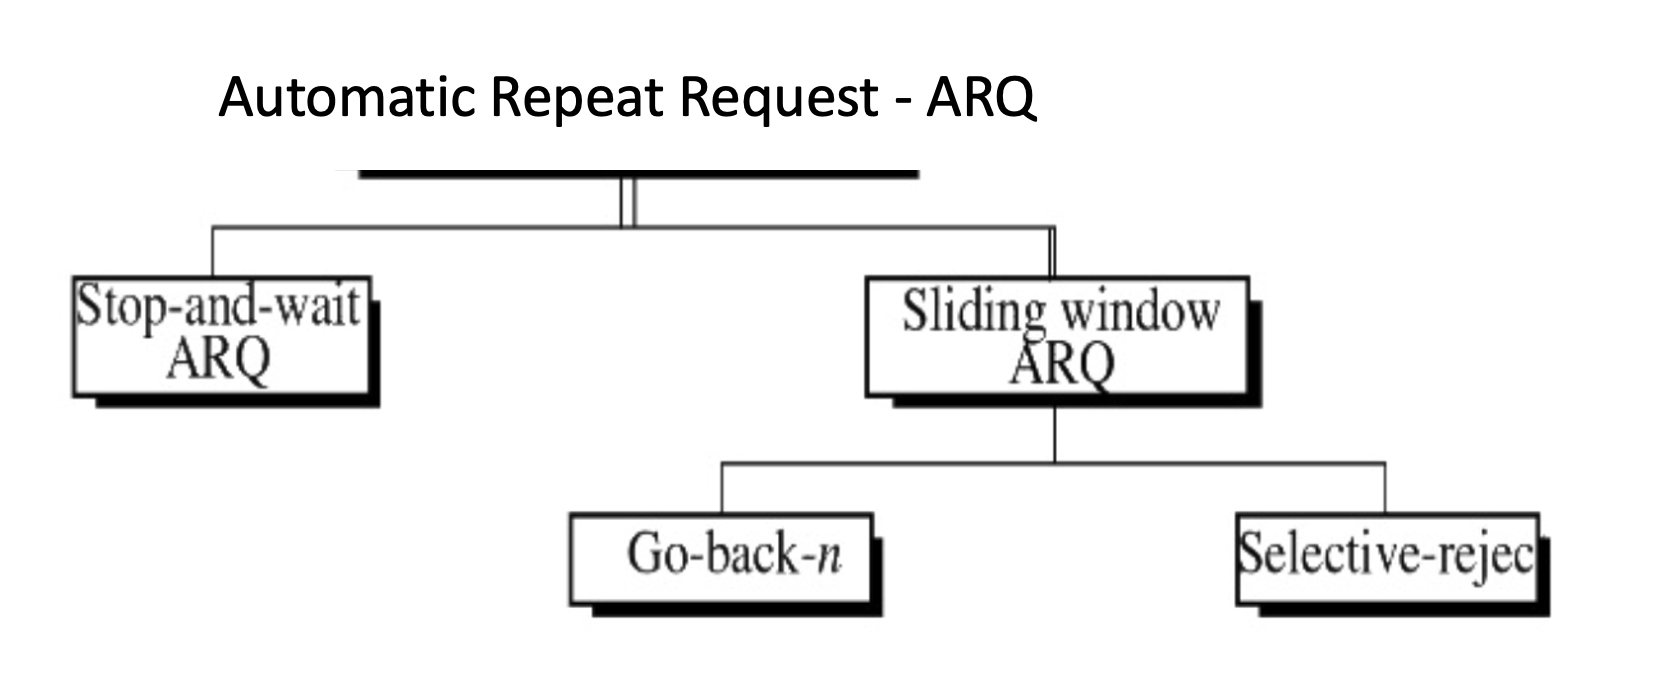 Automatic Repeat Request - ARQ
Stop-and-wait
ARQ
Sliding window
ARQ
Go-back-n
Selective-rejec